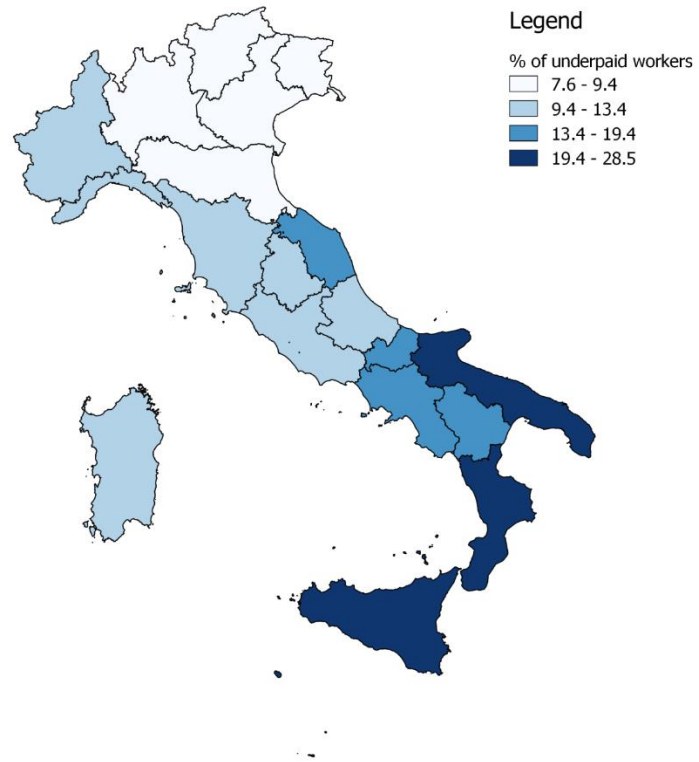 Legend
% of underpaid workers
7.6 - 9.4
9.4 - 13.4
13.4 - 19.4
19.4 - 28.5